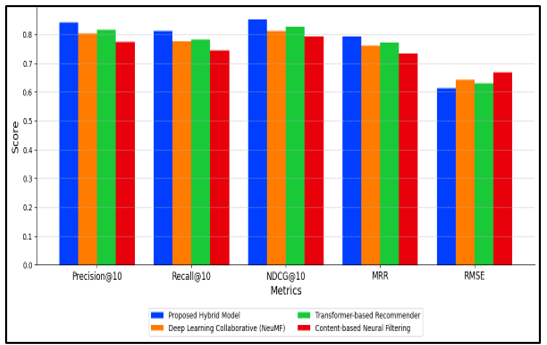 0.8
0.7
0.6
0.5
0.4
0.3
0.2
0.1
0.0
Score
Precision@10 Recall@10 NDCG@10 MRR RMSE
Metrics
Proposed Hybrid Model Transformer-based Recommender
Deep Learning Collaborative (NeuMF) Content-based Neural Filtering